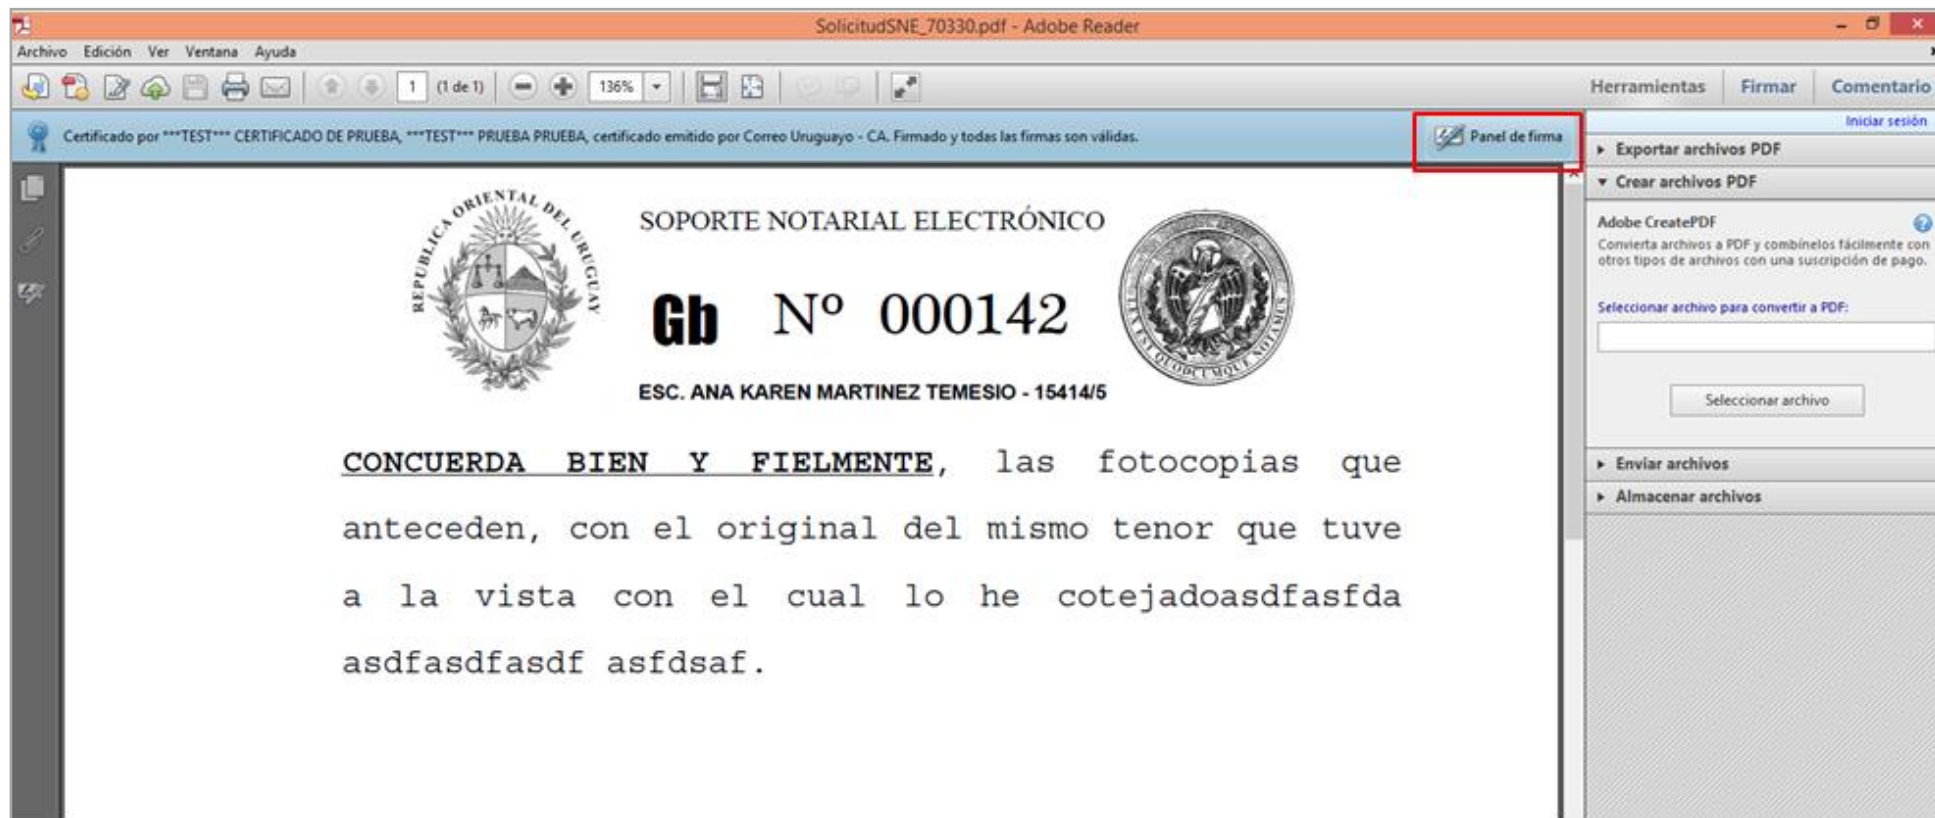 SolicitudSNE_70330.pdf - Adobe Reader
Archivo Edición Ver Ventana Ayuda
1 (1 de 1) 136% Herramientas Firmar Comentario
Certificado por ***TEST*** CERTIFICADO DE PRUEBA, ***TEST*** PRUEBA PRUEBA, certificado emitido por Correo Uruguayo - CA. Firmado y todas las firmas son válidas.
Panel de firma
Iniciar sesión
Exportar archivos PDF
Crear archivos PDF
Adobe CreatePDF
Convierta archivos a PDF y combínelos fácilmente con
otros tipos de archivos con una suscripción de pago.
Seleccionar archivo para convertir a PDF:
Seleccionar archivo
Enviar archivos
Almacenar archivos
REPUBLICA ORIENTAL DEL URUGUAY
SOPORTE NOTARIAL ELECTRÓNICO
Gb Nº 000142
QUODCUMQUE NOTAMUS
ESC. ANA KAREN MARTINEZ TEMESIO - 15414/5
CONCUERDA BIEN Y FIELMENTE, las fotocopias que
anteceden, con el original del mismo tenor que tuve
a la vista con el cual lo he cotejadoasdfasfda
asdfasdfasdf asfdsaf.